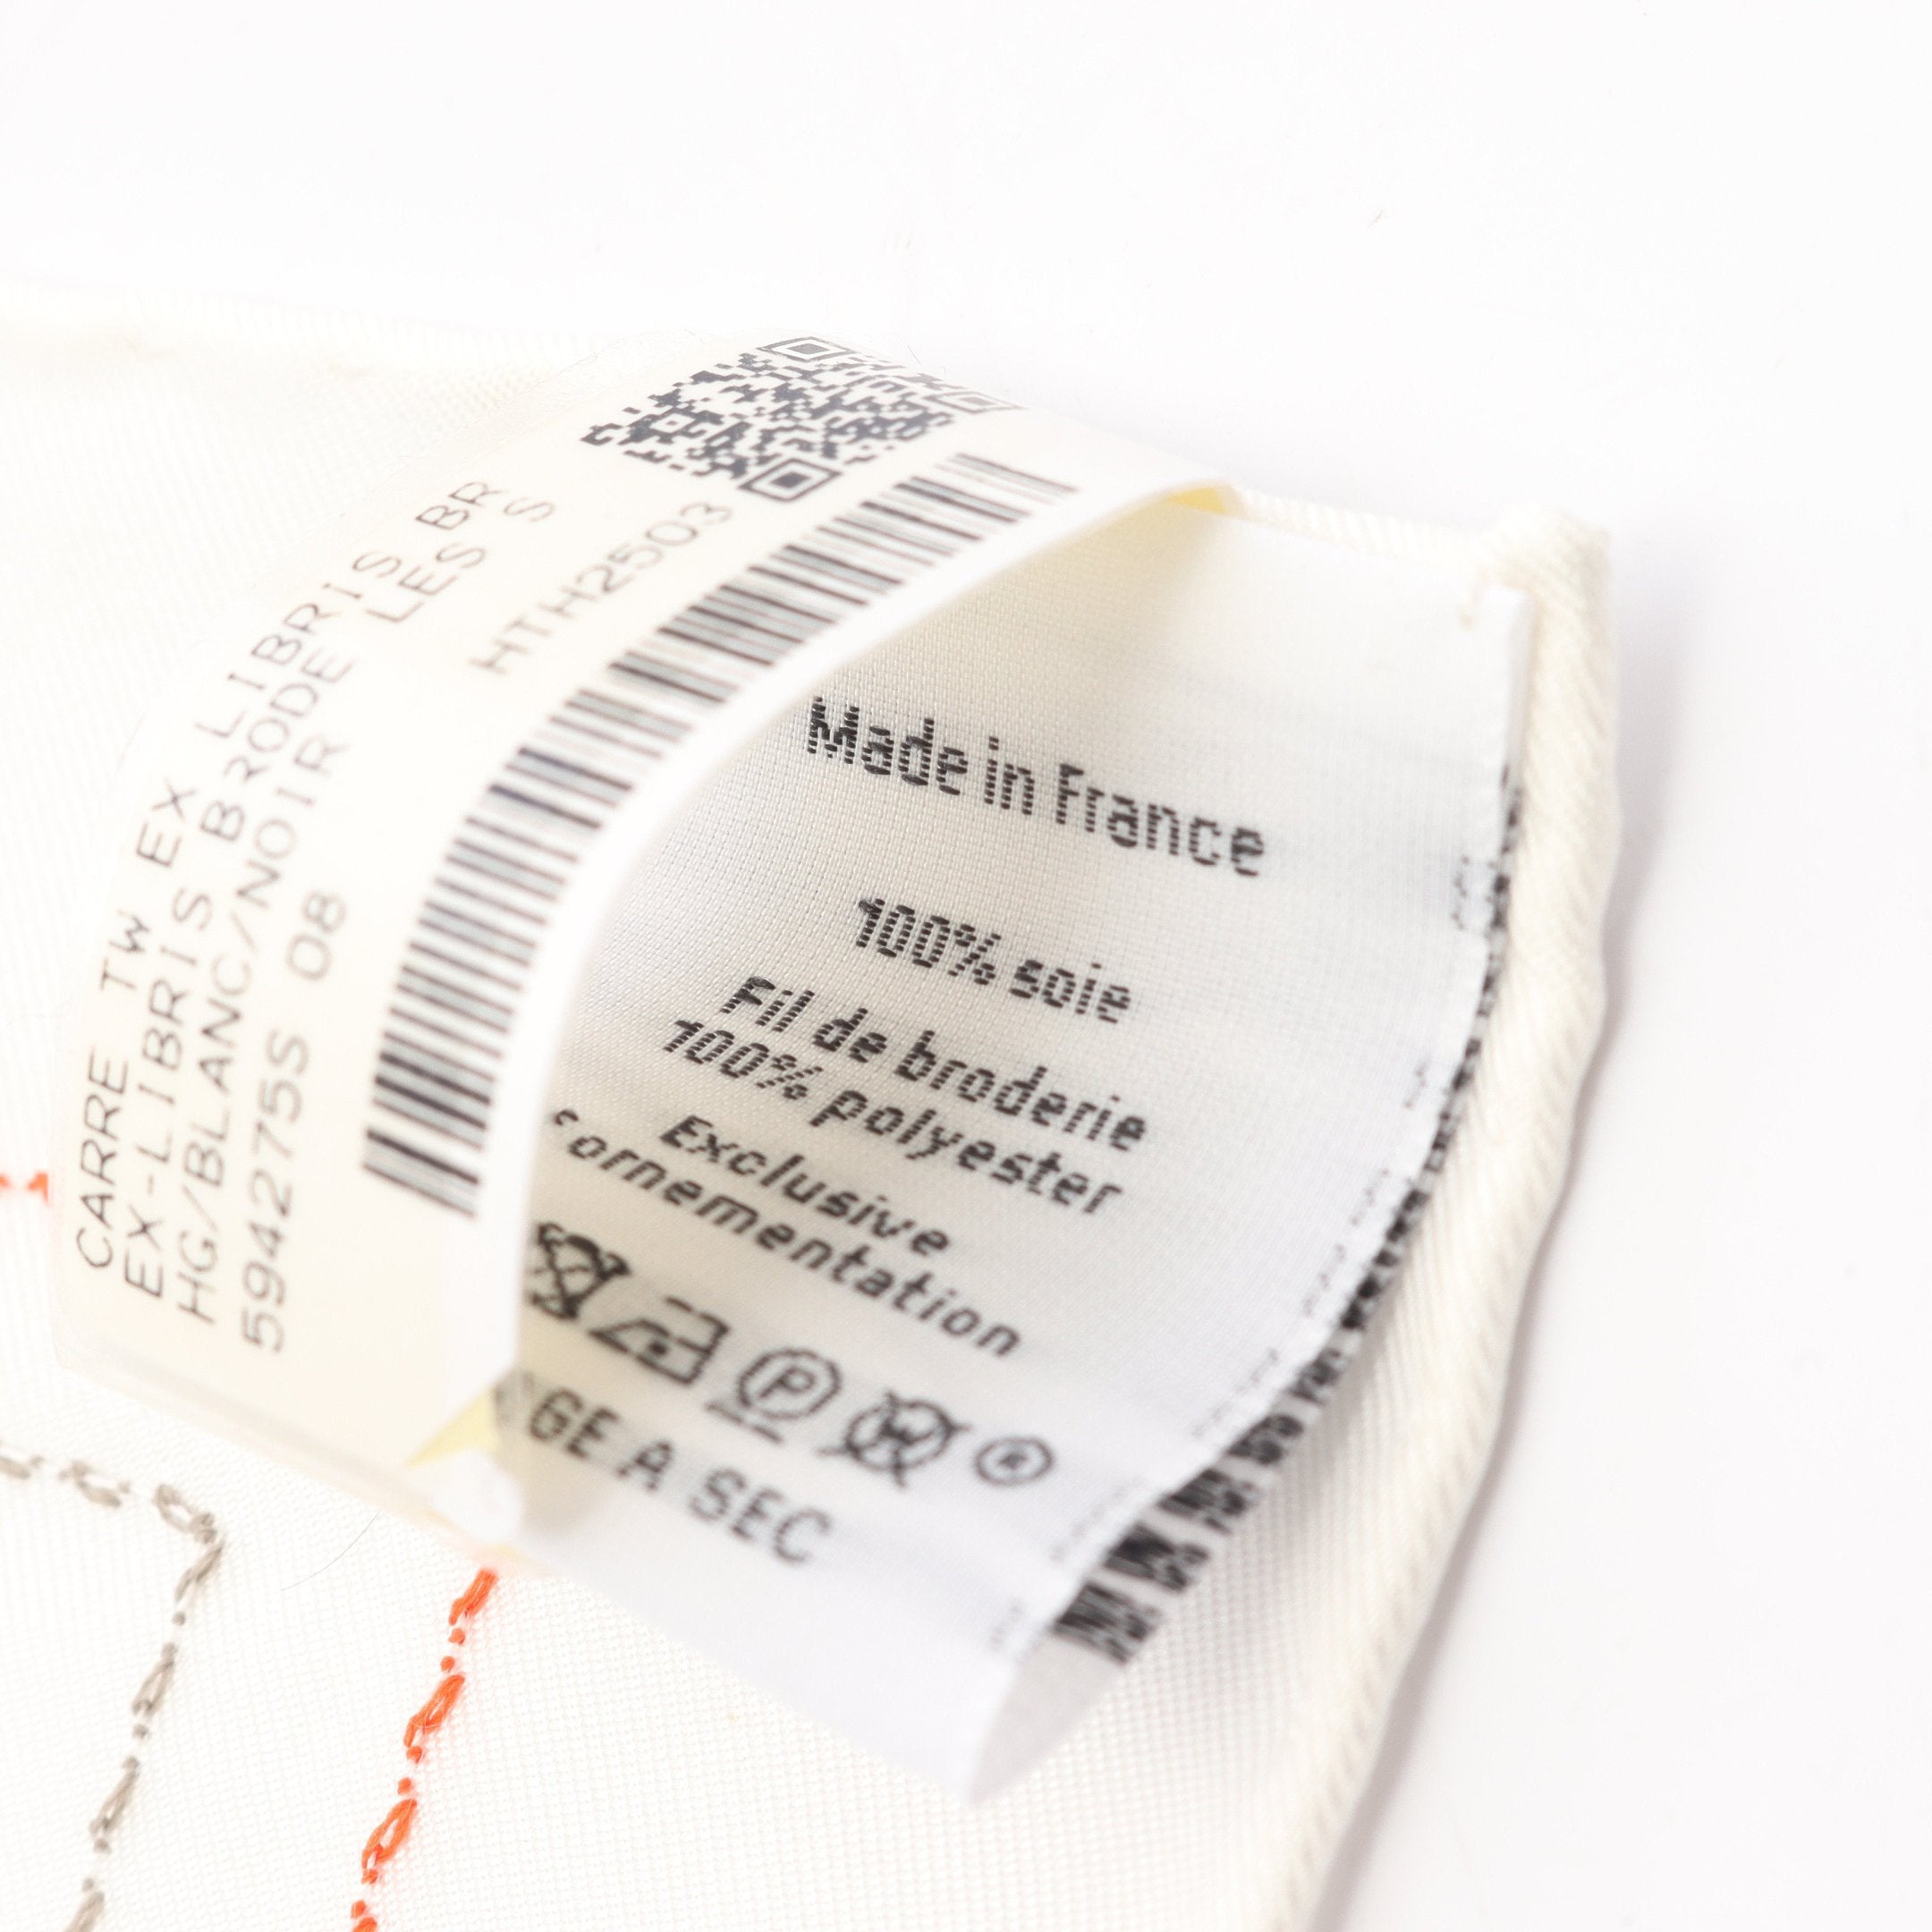 CARRE TW EX LIBRIS BR
EX-LIBRIS BRODE LES S
HG/BLANC/NOIR
594275S 08
HTH2503
Made in France
100% soie
Fil de broderie
100% polyester
Exclusive
d'ornementation
GE A SEC